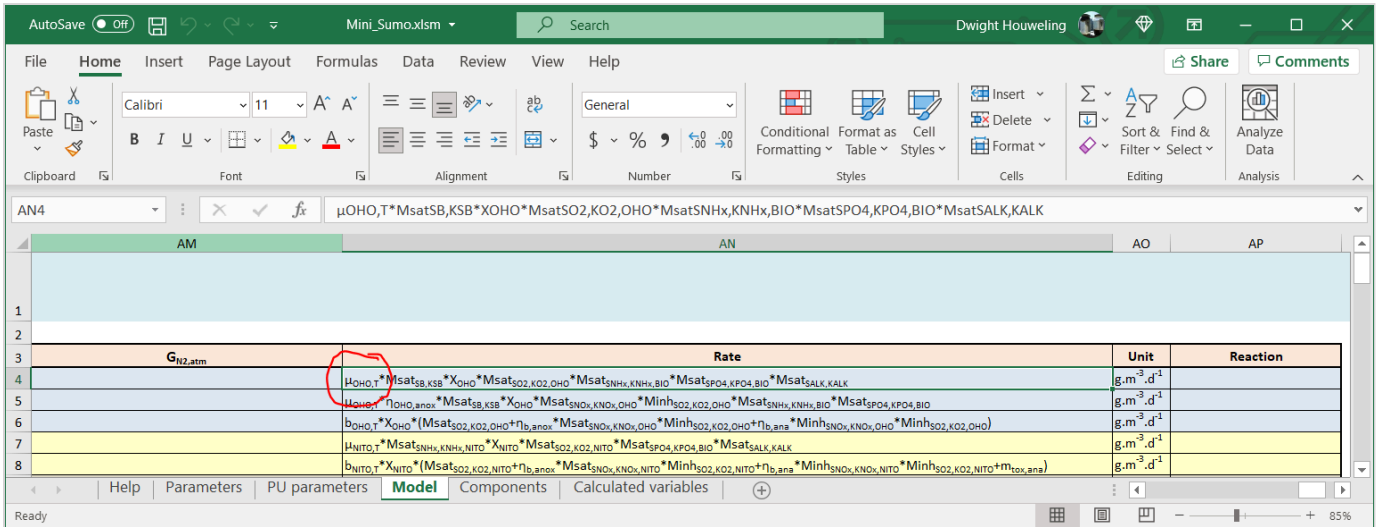 AutoSave Off Mini_Sumo.xlsm Search Dwight Houweling
File Home Insert Page Layout Formulas Data Review View Help Share Comments
Paste
Clipboard
Calibri 11 A A
B I U A
Font
ab
Alignment
General
$ % 9 .00 .00
Number
Conditional Formatting
Format as Table
Cell Styles
Styles
Insert
Delete
Format
Cells
Sort & Filter
Find & Select
Editing
Analyze Data
Analysis
AN4 fx μOHO,T*MsatSB,KSB*XOHO*MsatSO2,KO2,OHO*MsatSNHx,KNHx,BIO*MsatSPO4,KPO4,BIO*MsatSALK,KALK
AM AN AO AP
1
2
3 GN2,atm Rate Unit Reaction
4 μOHO,T*MsatSB,KSB*XOHO*MsatSO2,KO2,OHO*MsatSNHx,KNHx,BIO*MsatSPO4,KPO4,BIO*MsatSALK,KALK g.m-3.d-1
5 μOHO,T*ηOHO,anox*MsatSB,KSB*XOHO*MsatSNOx,KNOx,OHO*MinhSO2,KO2,OHO*MsatSNHx,KNHx,BIO*MsatSPO4,KPO4,BIO g.m-3.d-1
6 bOHO,T*XOHO*(MsatSO2,KO2,OHO+ηb,anox*MsatSNOx,KNOx,OHO*MinhSO2,KO2,OHO+ηb,ana*MinhSNOx,KNOx,OHO*MinhSO2,KO2,OHO) g.m-3.d-1
7 μNITO,T*MsatSNHx,KNHx,NITO*XNITO*MsatSO2,KO2,NITO*MsatSPO4,KPO4,BIO*MsatSALK,KALK g.m-3.d-1
8 bNITO,T*XNITO*(MsatSO2,KO2,NITO+ηb,anox*MsatSNOx,KNOx,NITO*MinhSO2,KO2,NITO+ηb,ana*MinhSNOx,KNOx,NITO*MinhSO2,KO2,NITO+mtox,ana) g.m-3.d-1
Help Parameters PU parameters Model Components Calculated variables
Ready 85%